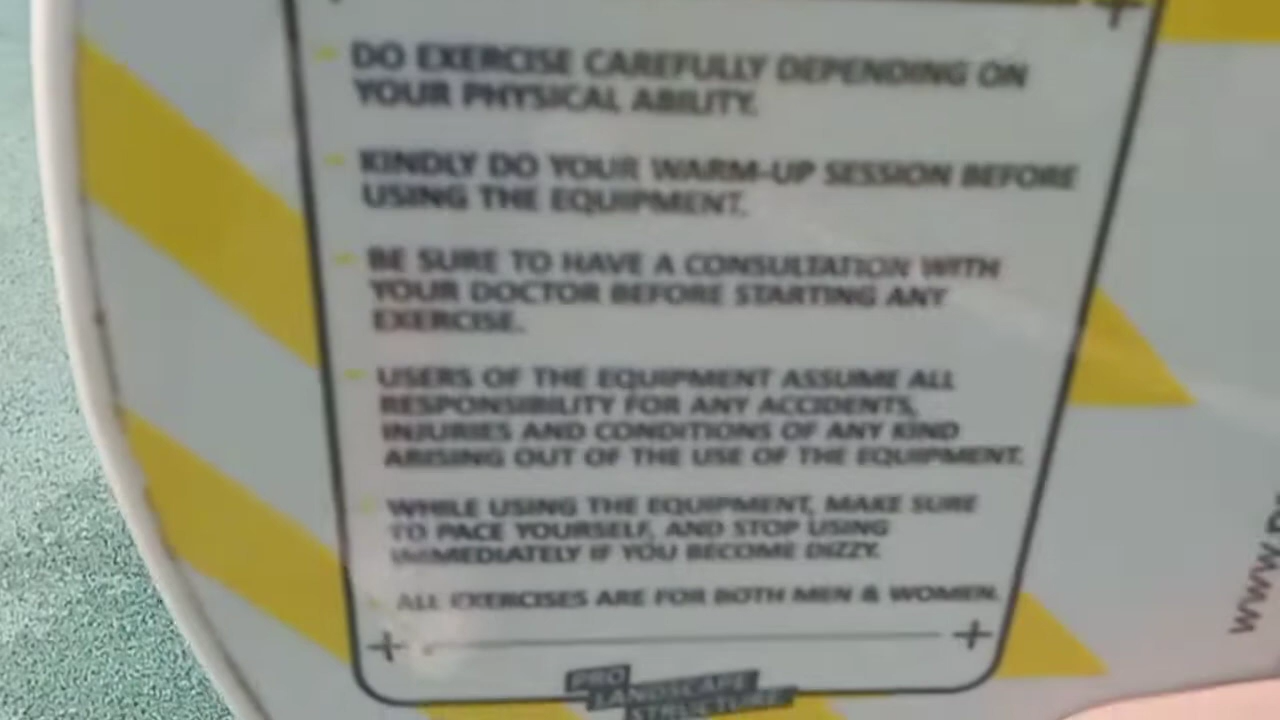 DO EXERCISE CAREFULLY DEPENDING ON
YOUR PHYSICAL ABILITY.
KINDLY DO YOUR WARM-UP SESSION BEFORE
USING THE EQUIPMENT.
BE SURE TO HAVE A CONSULTATION WITH
YOUR DOCTOR BEFORE STARTING ANY
EXERCISE.
USERS OF THE EQUIPMENT ASSUME ALL
RESPONSIBILITY FOR ANY ACCIDENTS,
INJURIES AND CONDITIONS OF ANY KIND
ARISING OUT OF THE USE OF THE EQUIPMENT.
WHILE USING THE EQUIPMENT, MAKE SURE
TO PACE YOURSELF, AND STOP USING
IMMEDIATELY IF YOU BECOME DIZZY.
ALL EXERCISES ARE FOR BOTH MEN & WOMEN.
PRO
LANDSCAPE
STRUCTURE
www.